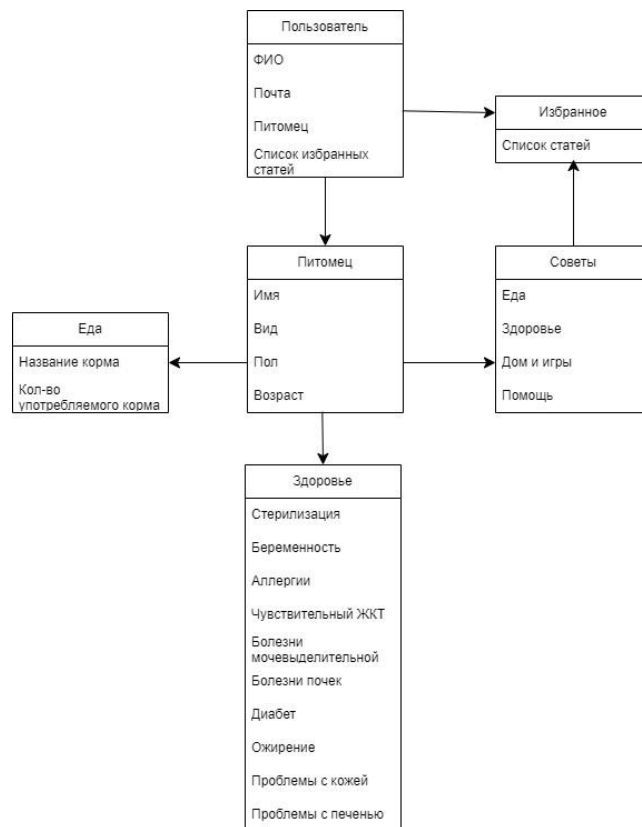 Пользователь
ФИО
Почта
Питомец
Список избранных
статей
Избранное
Список статей
Питомец
Имя
Вид
Пол
Возраст
Советы
Еда
Здоровье
Дом и игры
Помощь
Еда
Название корма
Кол-во
употребляемого корма
Здоровье
Стерилизация
Беременность
Аллергии
Чувствительный ЖКТ
Болезни
мочевыделительной
Болезни почек
Диабет
Ожирение
Проблемы с кожей
Проблемы с печенью